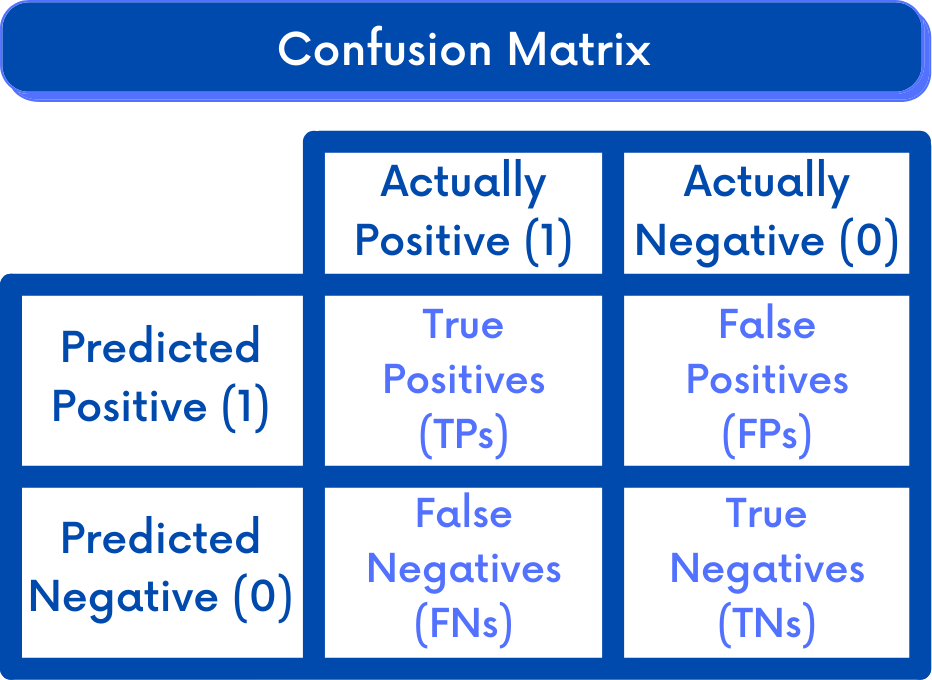 Confusion Matrix
Actually
Positive (1)
Actually
Negative (0)
Predicted
Positive (1)
True
Positives
(TPs)
False
Positives
(FPs)
Predicted
Negative (0)
False
Negatives
(FNs)
True
Negatives
(TNs)